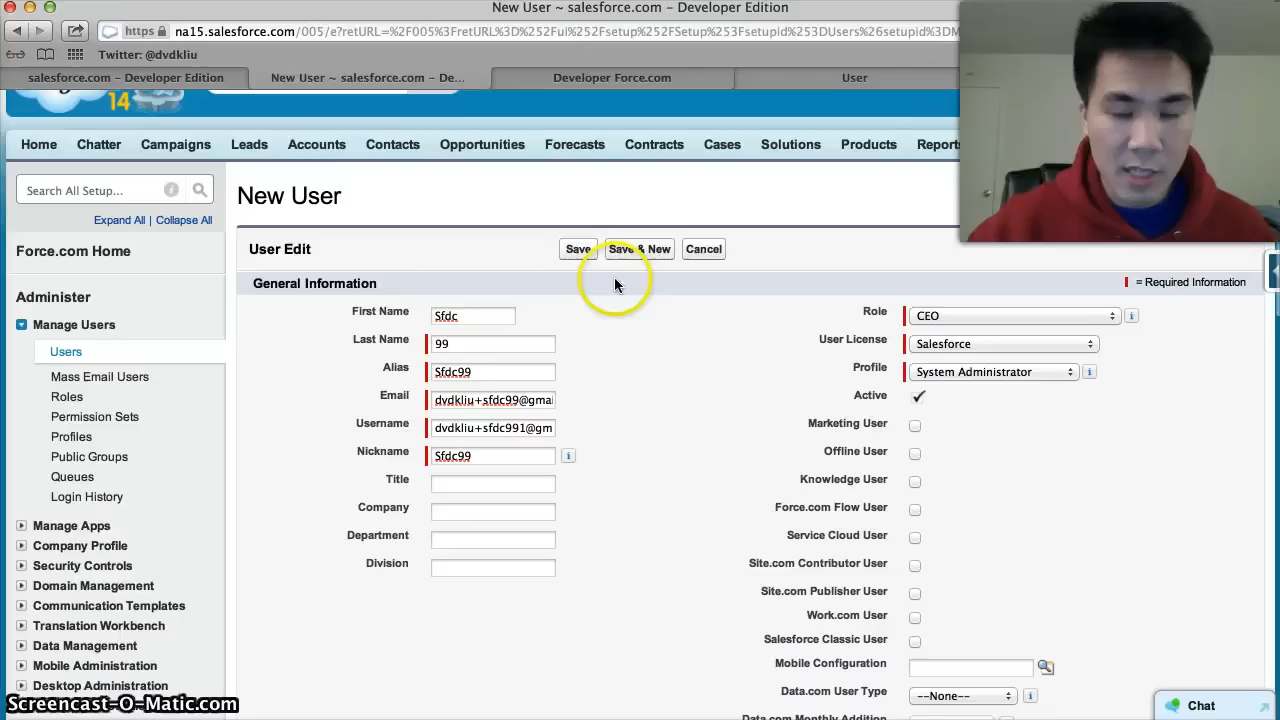 New User ~ salesforce.com – Developer Edition
https na15.salesforce.com/005/e?retURL=%2F005%3FretURL%3D%252Fui%252Fsetup%252FSetup%253Fsetupid%253DUsers%26setupid%3DM
Twitter: @dvdkliu
salesforce.com – Developer Edition
New User ~ salesforce.com – De...
Developer Force.com
User
14
Home Chatter Campaigns Leads Accounts Contacts Opportunities Forecasts Contracts Cases Solutions Products Reports
Search All Setup...
Expand All | Collapse All
Force.com Home
Administer
Manage Users
Users
Mass Email Users
Roles
Permission Sets
Profiles
Public Groups
Queues
Login History
Manage Apps
Company Profile
Security Controls
Domain Management
Communication Templates
Translation Workbench
Data Management
Mobile Administration
Desktop Administration
New User
User Edit
Save Save & New Cancel
General Information
= Required Information
First Name Sfdc
Last Name 99
Alias Sfdc99
Email dvdkliu+sfdc99@gmai
Username dvdkliu+sfdc991@gm
Nickname Sfdc99
Title
Company
Department
Division
Role CEO
User License Salesforce
Profile System Administrator
Active
Marketing User
Offline User
Knowledge User
Force.com Flow User
Service Cloud User
Site.com Contributor User
Site.com Publisher User
Work.com User
Salesforce Classic User
Mobile Configuration
Data.com User Type --None--
Data.com Monthly Addition
Chat
Screencast-O-Matic.com